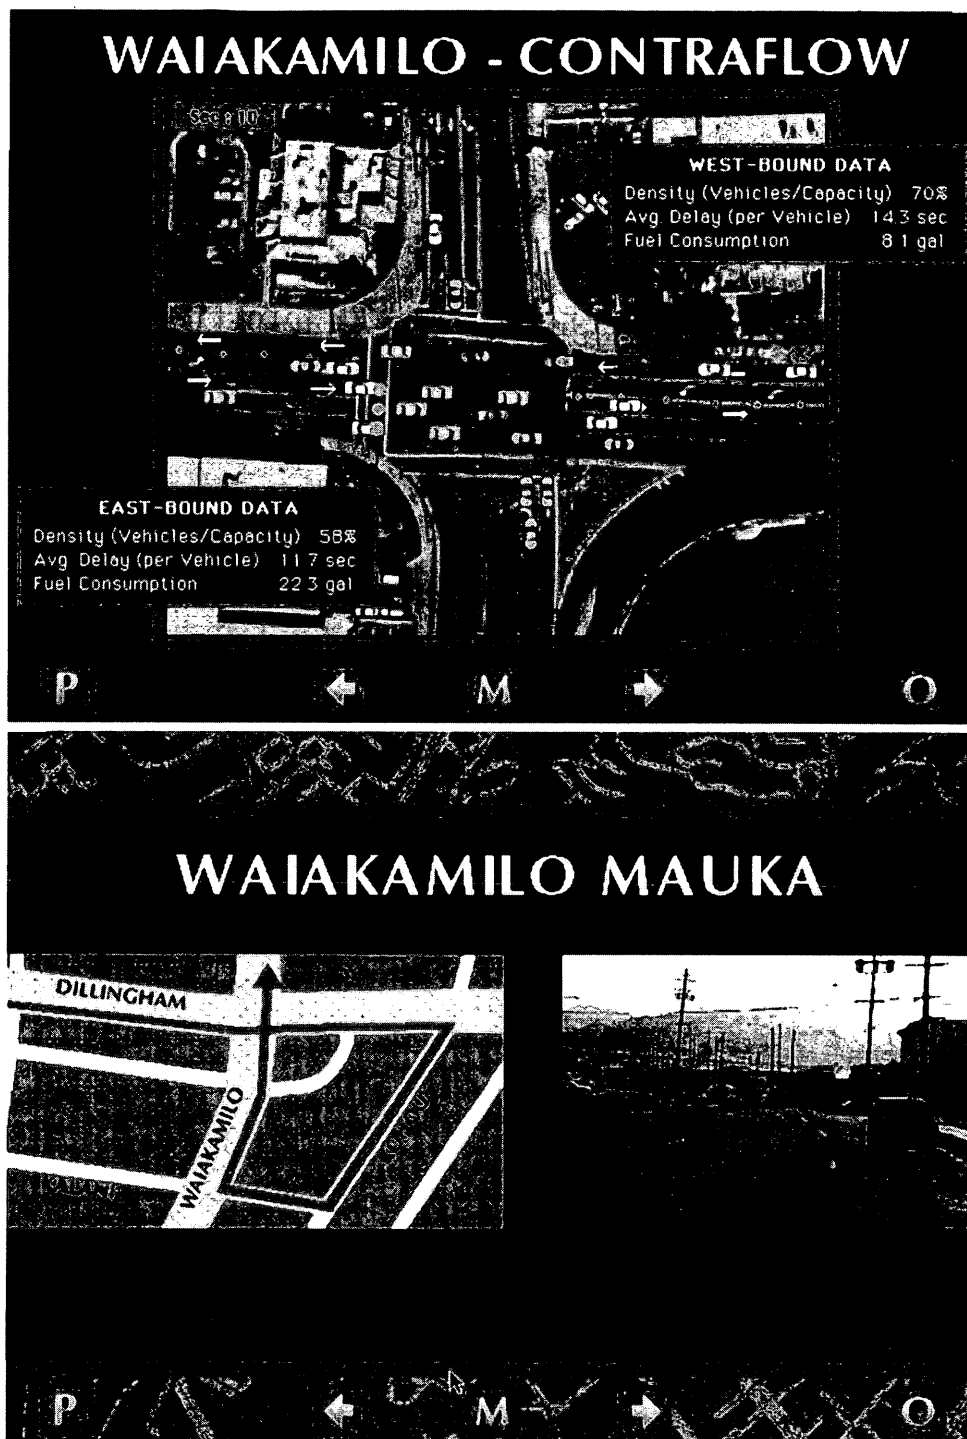 WAIAKAMILO - CONTRAFLOW
Sec: 10
WEST-BOUND DATA
Density (Vehicles/Capacity) 70%
Avg. Delay (per Vehicle) 14.3 sec
Fuel Consumption 8.1 gal
EAST-BOUND DATA
Density (Vehicles/Capacity) 58%
Avg. Delay (per Vehicle) 11.7 sec
Fuel Consumption 22.3 gal
P M O
WAIAKAMILO MAUKA
DILLINGHAM
WAIAKAMILO
P M O